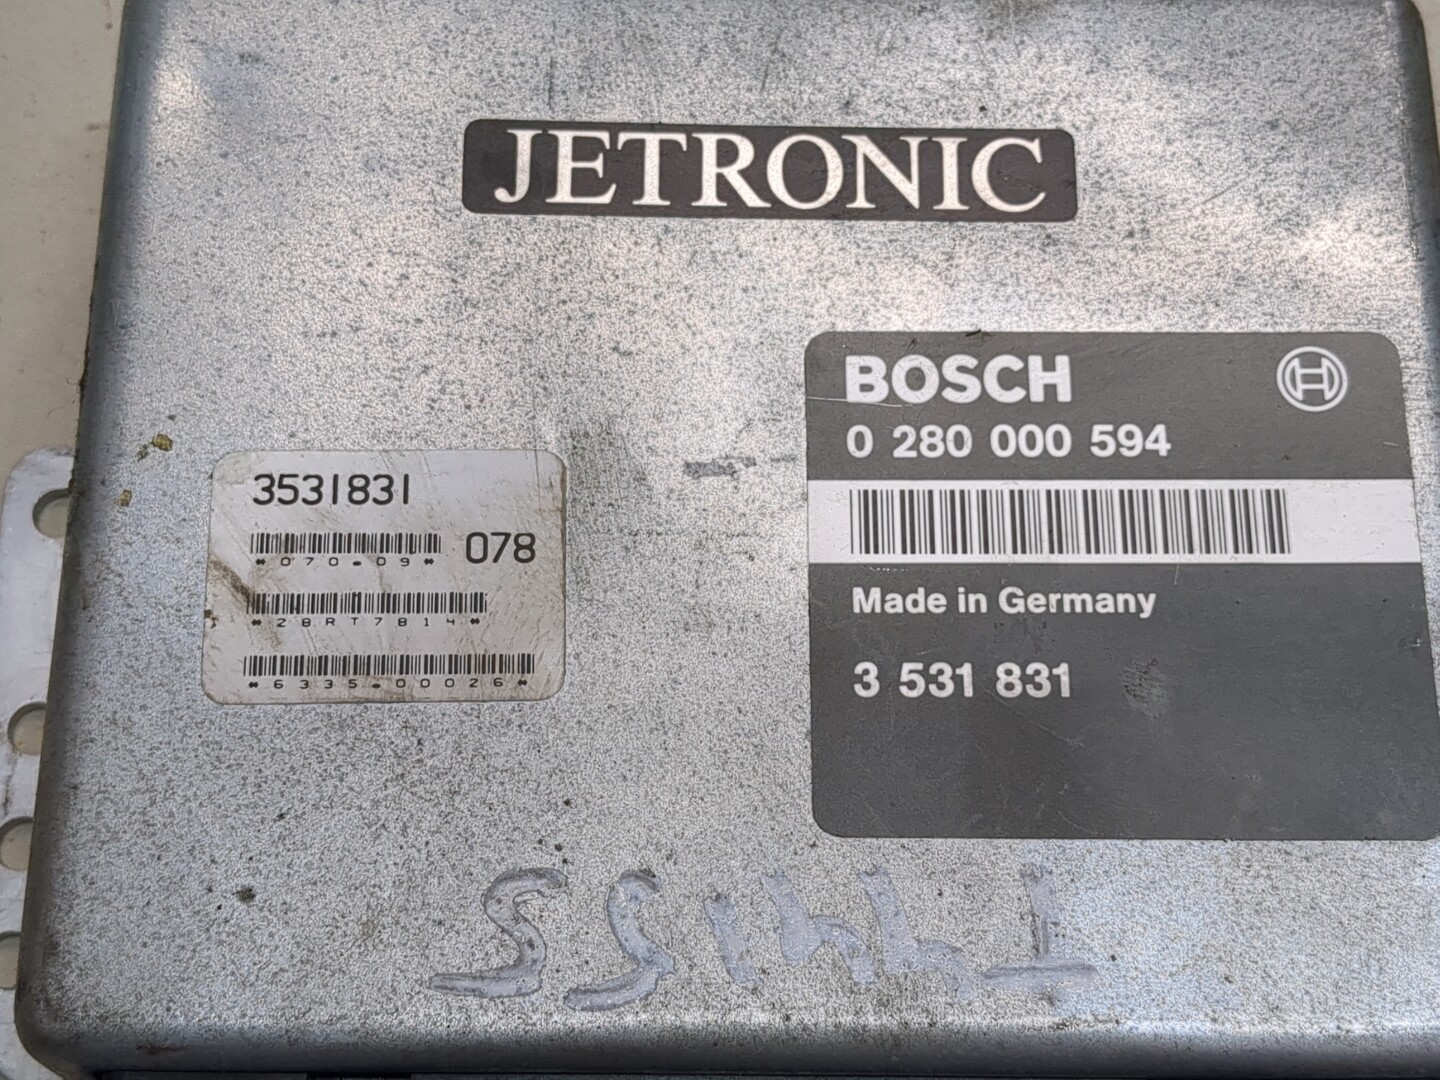 JETRONIC
BOSCH
0 280 000 594
Made in Germany
3 531 831
3531831
*070.09* 078
*28RT7814*
*6335.00026*
T44155